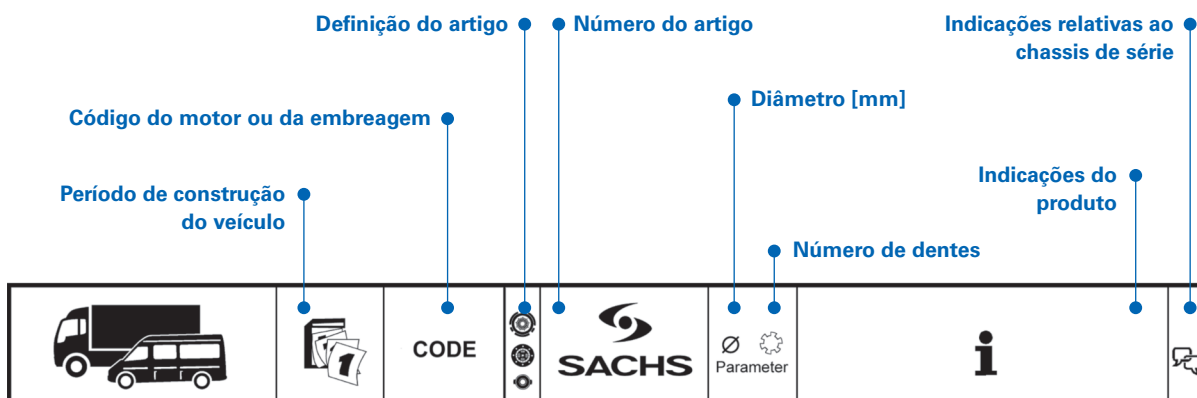 Definição do artigo
Número do artigo
Indicações relativas ao
chassis de série
Diâmetro [mm]
Código do motor ou da embreagem
Indicações do
produto
Período de construção
do veículo
Número de dentes
1
CODE
SACHS
Ø
Parameter
i